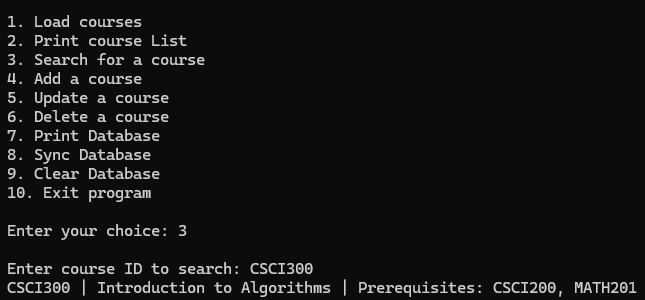 1. Load courses
2. Print course List
3. Search for a course
4. Add a course
5. Update a course
6. Delete a course
7. Print Database
8. Sync Database
9. Clear Database
10. Exit program
Enter your choice: 3
Enter course ID to search: CSCI300
CSCI300 | Introduction to Algorithms | Prerequisites: CSCI200, MATH201